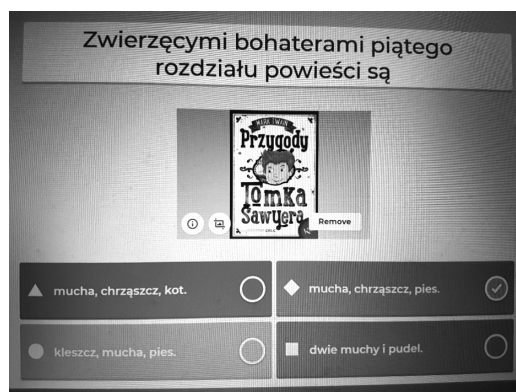 Zwierzęcymi bohaterami piątego
rozdziału powieści są
MARK TWAIN
Przygody
Tomka
Sawyera
Remove
mucha, chrząszcz, kot.
mucha, chrząszcz, pies.
kleszcz, mucha, pies.
dwie muchy i pudel.